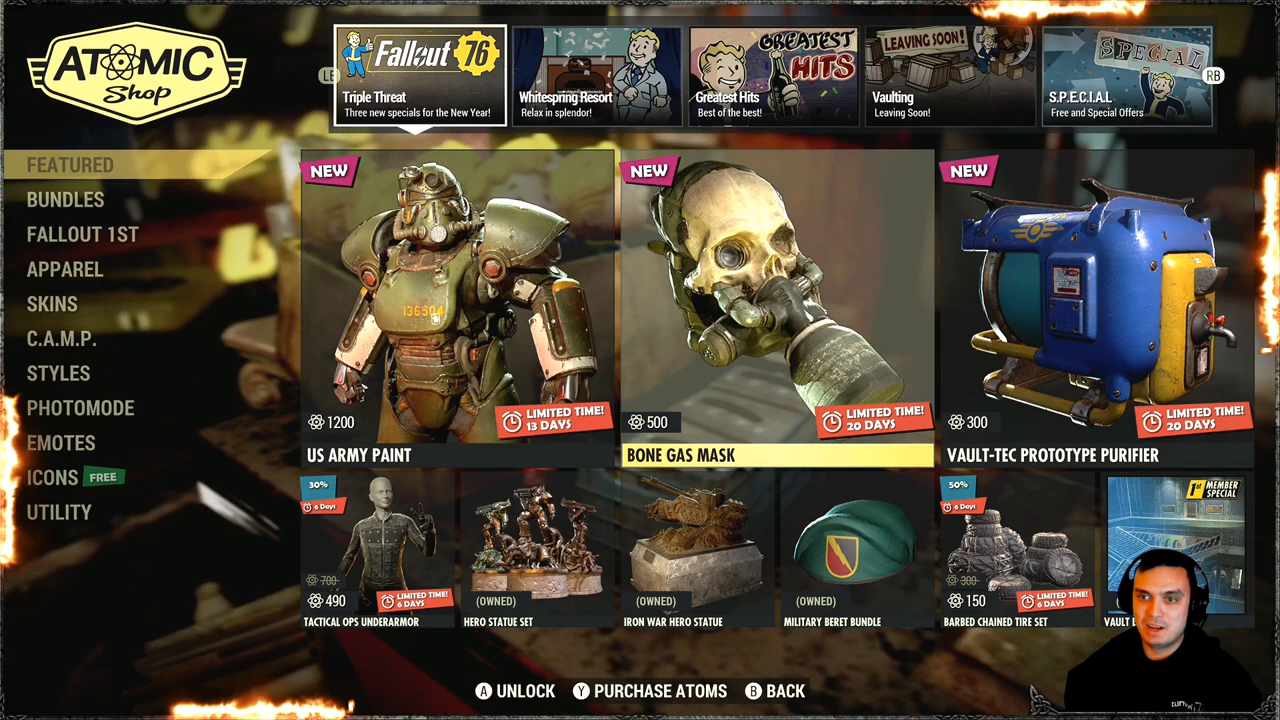 ATOMIC
Shop
LB
Fallout 76
Triple Threat
Three new specials for the New Year!
Whitespring Resort
Relax in splendor!
GREATEST
HITS
Greatest Hits
Best of the best!
LEAVING SOON!
Vaulting
Leaving Soon!
SPECIAL
S.P.E.C.I.A.L
Free and Special Offers
RB
FEATURED
BUNDLES
FALLOUT 1ST
APPAREL
SKINS
C.A.M.P.
STYLES
PHOTOMODE
EMOTES
ICONS FREE
UTILITY
NEW
136504
1200
LIMITED TIME!
13 DAYS
US ARMY PAINT
NEW
500
LIMITED TIME!
20 DAYS
BONE GAS MASK
NEW
300
LIMITED TIME!
20 DAYS
VAULT-TEC PROTOTYPE PURIFIER
30%
6 Days
700
490
LIMITED TIME!
6 DAYS
TACTICAL OPS UNDERARMOR
(OWNED)
HERO STATUE SET
(OWNED)
IRON WAR HERO STATUE
(OWNED)
MILITARY BERET BUNDLE
50%
6 Days
300
150
LIMITED TIME!
6 DAYS
BARBED CHAINED TIRE SET
1ST MEMBER
SPECIAL
VAULT
A UNLOCK
Y PURCHASE ATOMS
B BACK